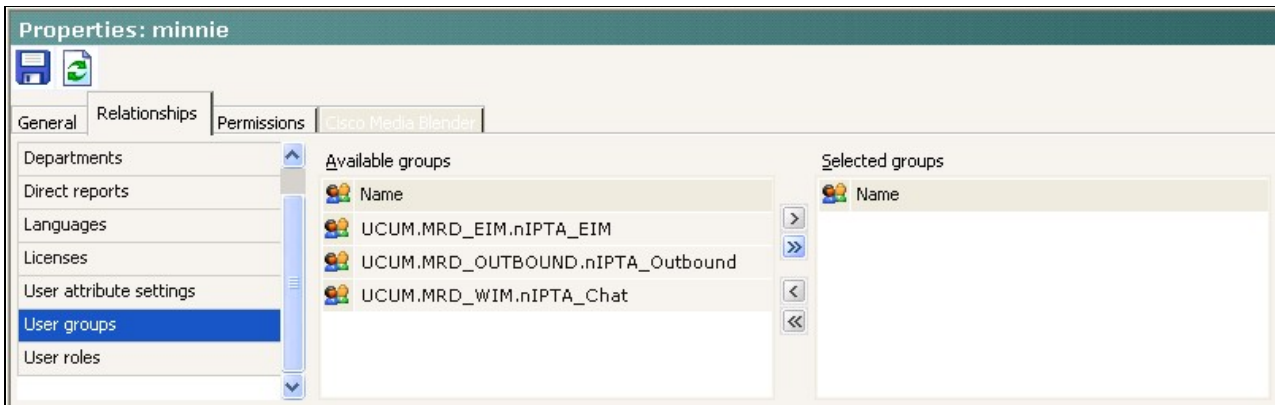 Properties: minnie
General
Relationships
Permissions
Cisco Media Blender
Departments
Direct reports
Languages
Licenses
User attribute settings
User groups
User roles
Available groups
Name
UCUM.MRD_EIM.nIPTA_EIM
UCUM.MRD_OUTBOUND.nIPTA_Outbound
UCUM.MRD_WIM.nIPTA_Chat
>
»
<
«
Selected groups
Name